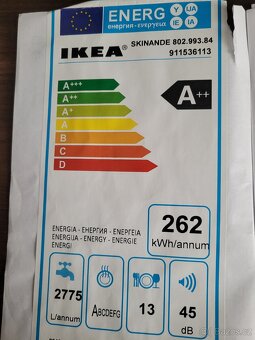 ENERG Y IJA
енергия · ενεργεια IE IA
IKEA® SKINANDE 802.993.84
911536113
A+++
A++
A+
A
B
C
D
A++
ENERGIA · ЕНЕРГИЯ · ΕΝΕΡΓΕΙΑ
ENERGIJA · ENERGY · ENERGIE
ENERGI
262
kWh/annum
2775
L/annum
ABCDEFG
13
45
dB